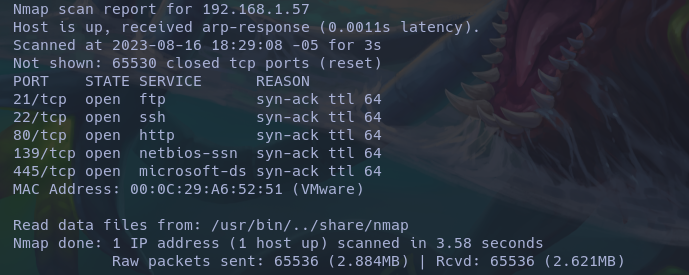 Nmap scan report for 192.168.1.57
Host is up, received arp-response (0.0011s latency).
Scanned at 2023-08-16 18:29:08 -05 for 3s
Not shown: 65530 closed tcp ports (reset)
PORT    STATE SERVICE      REASON
21/tcp  open  ftp          syn-ack ttl 64
22/tcp  open  ssh          syn-ack ttl 64
80/tcp  open  http         syn-ack ttl 64
139/tcp open  netbios-ssn  syn-ack ttl 64
445/tcp open  microsoft-ds syn-ack ttl 64
MAC Address: 00:0C:29:A6:52:51 (VMware)

Read data files from: /usr/bin/../share/nmap
Nmap done: 1 IP address (1 host up) scanned in 3.58 seconds
           Raw packets sent: 65536 (2.884MB) | Rcvd: 65536 (2.621MB)